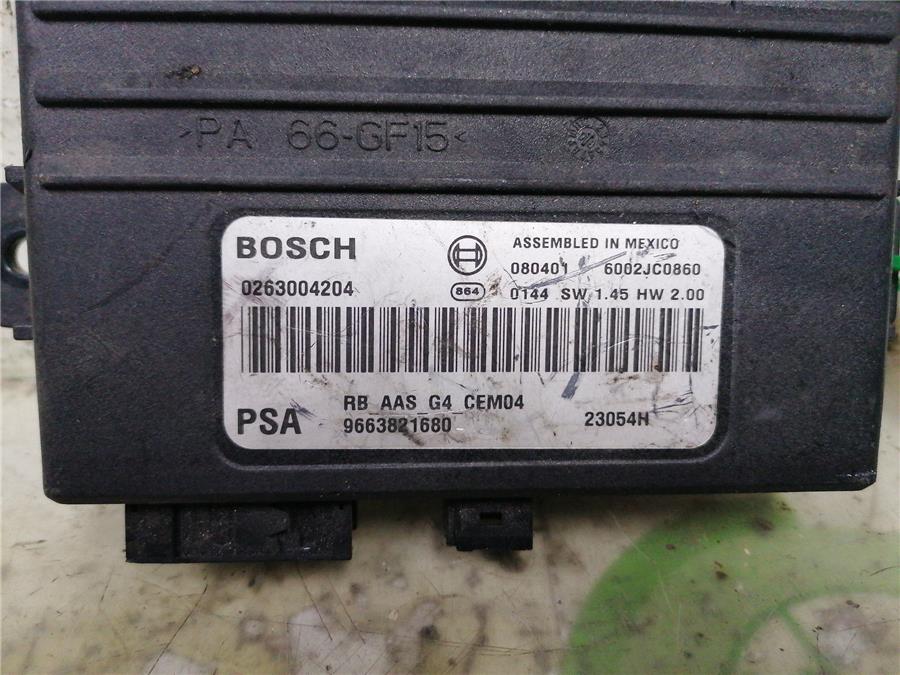 >PA 66-GF15<
BOSCH
ASSEMBLED IN MEXICO
080401 6002JC0860
0263004204
864
0144 SW 1.45 HW 2.00
RB_AAS_G4_CEM04
PSA
9663821680
23054H